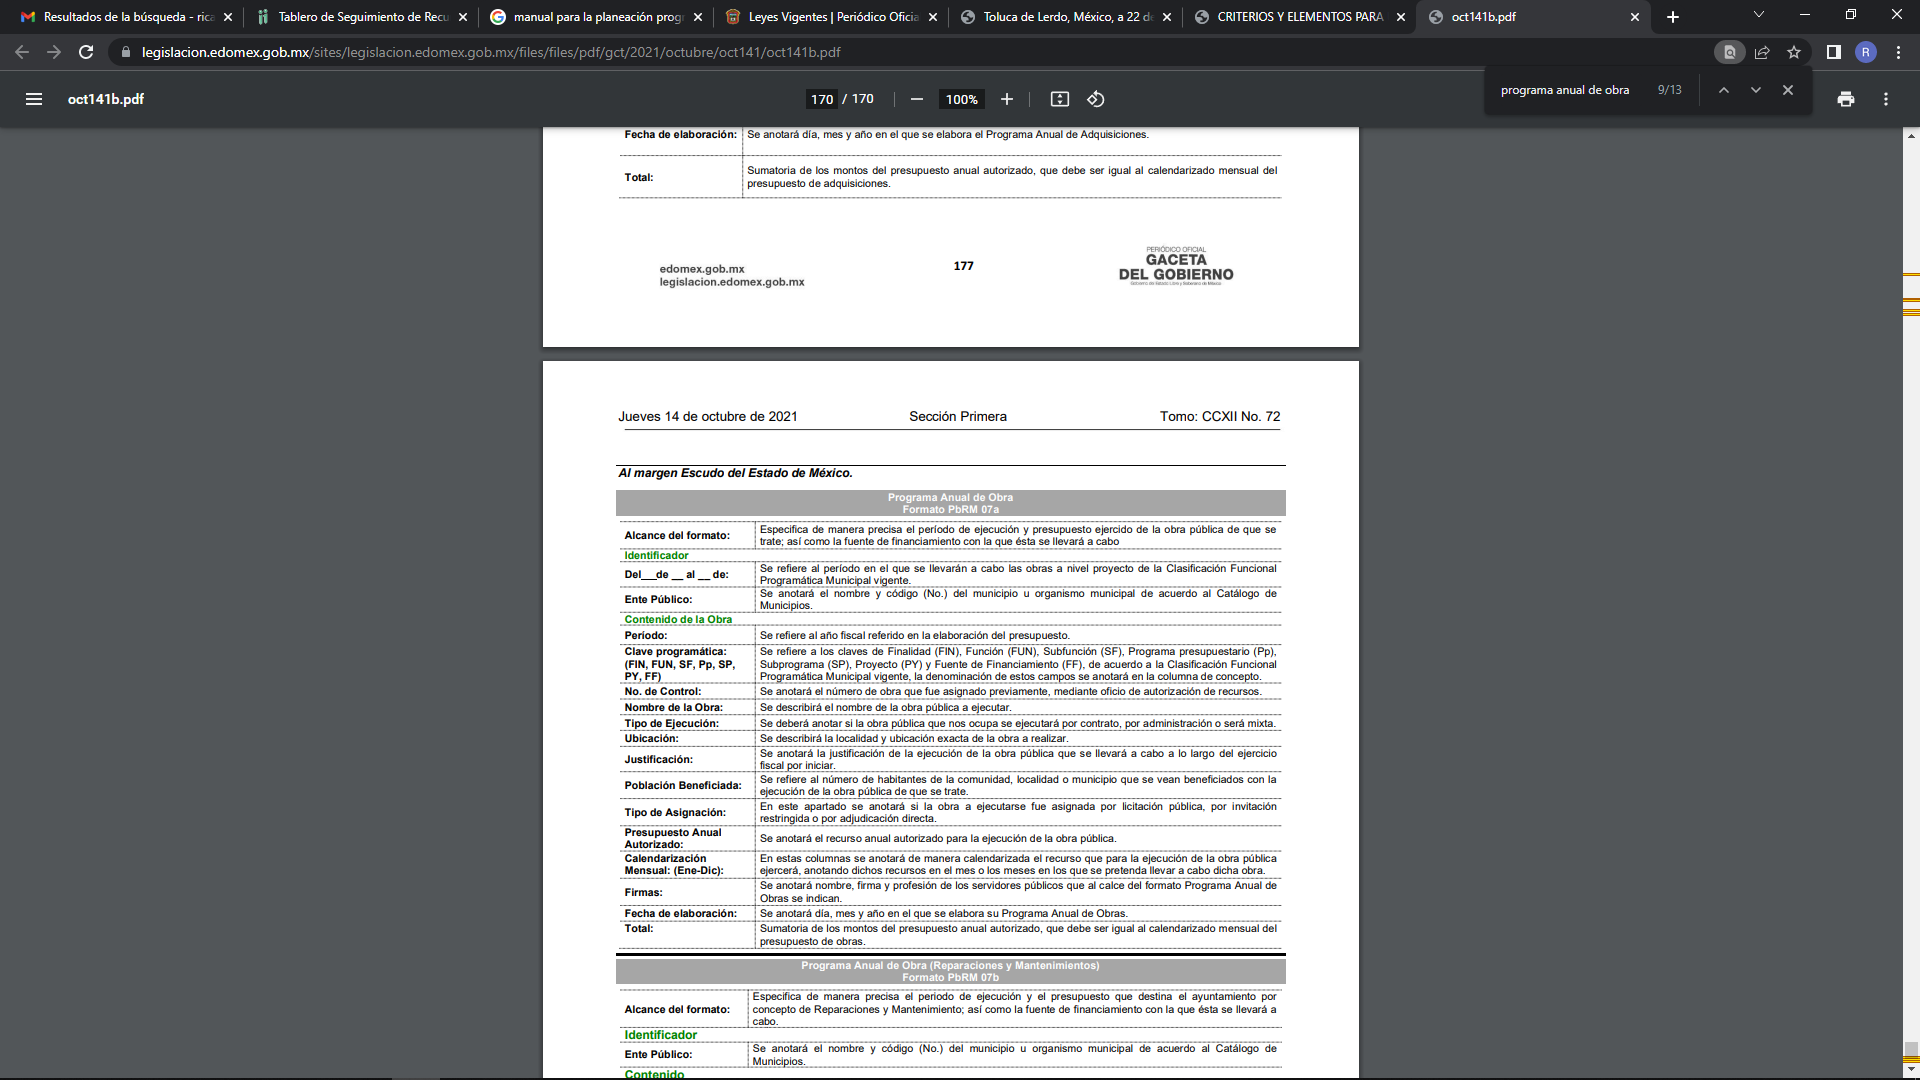 Resultados de la búsqueda - rica
Tablero de Seguimiento de Recu
manual para la planeación progr
Leyes Vigentes | Periódico Oficia
Toluca de Lerdo, México, a 22 de
CRITERIOS Y ELEMENTOS PARA
oct141b.pdf
legislacion.edomex.gob.mx/sites/legislacion.edomex.gob.mx/files/files/pdf/gct/2021/octubre/oct141/oct141b.pdf
R
oct141b.pdf
170 / 170
100%
programa anual de obra 9/13
Fecha de elaboración: Se anotará día, mes y año en el que se elabora el Programa Anual de Adquisiciones.
Total: Sumatoria de los montos del presupuesto anual autorizado, que debe ser igual al calendarizado mensual del
presupuesto de adquisiciones.
edomex.gob.mx
legislacion.edomex.gob.mx
177
PERIÓDICO OFICIAL
GACETA
DEL GOBIERNO
Gobierno del Estado Libre y Soberano de México
Jueves 14 de octubre de 2021 Sección Primera Tomo: CCXII No. 72
Al margen Escudo del Estado de México.
Programa Anual de Obra
Formato PbRM 07a
Alcance del formato: Especifica de manera precisa el período de ejecución y presupuesto ejercido de la obra pública de que se
trate; así como la fuente de financiamiento con la que ésta se llevará a cabo
Identificador
Del___de __ al __ de: Se refiere al período en el que se llevarán a cabo las obras a nivel proyecto de la Clasificación Funcional
Programática Municipal vigente.
Ente Público: Se anotará el nombre y código (No.) del municipio u organismo municipal de acuerdo al Catálogo de
Municipios.
Contenido de la Obra
Período: Se refiere al año fiscal referido en la elaboración del presupuesto.
Clave programática: Se refiere a los claves de Finalidad (FIN), Función (FUN), Subfunción (SF), Programa presupuestario (Pp),
(FIN, FUN, SF, Pp, SP, Subprograma (SP), Proyecto (PY) y Fuente de Financiamiento (FF), de acuerdo a la Clasificación Funcional
PY, FF) Programática Municipal vigente, la denominación de estos campos se anotará en la columna de concepto.
No. de Control: Se anotará el número de obra que fue asignado previamente, mediante oficio de autorización de recursos.
Nombre de la Obra: Se describirá el nombre de la obra pública a ejecutar.
Tipo de Ejecución: Se deberá anotar si la obra pública que nos ocupa se ejecutará por contrato, por administración o será mixta.
Ubicación: Se describirá la localidad y ubicación exacta de la obra a realizar.
Justificación: Se anotará la justificación de la ejecución de la obra pública que se llevará a cabo a lo largo del ejercicio
fiscal por iniciar.
Población Beneficiada: Se refiere al número de habitantes de la comunidad, localidad o municipio que se vean beneficiados con la
ejecución de la obra pública de que se trate.
Tipo de Asignación: En este apartado se anotará si la obra a ejecutarse fue asignada por licitación pública, por invitación
restringida o por adjudicación directa.
Presupuesto Anual
Autorizado: Se anotará el recurso anual autorizado para la ejecución de la obra pública.
Calendarización En estas columnas se anotará de manera calendarizada el recurso que para la ejecución de la obra pública
Mensual: (Ene-Dic): ejercerá, anotando dichos recursos en el mes o los meses en los que se pretenda llevar a cabo dicha obra.
Firmas: Se anotará nombre, firma y profesión de los servidores públicos que al calce del formato Programa Anual de
Obras se indican.
Fecha de elaboración: Se anotará día, mes y año en el que se elabora su Programa Anual de Obras.
Total: Sumatoria de los montos del presupuesto anual autorizado, que debe ser igual al calendarizado mensual del
presupuesto de obras.
Programa Anual de Obra (Reparaciones y Mantenimientos)
Formato PbRM 07b
Alcance del formato: Especifica de manera precisa el periodo de ejecución y el presupuesto que destina el ayuntamiento por
concepto de Reparaciones y Mantenimiento; así como la fuente de financiamiento con la que ésta se llevará a
cabo.
Identificador
Ente Público: Se anotará el nombre y código (No.) del municipio u organismo municipal de acuerdo al Catálogo de
Municipios.
Contenido